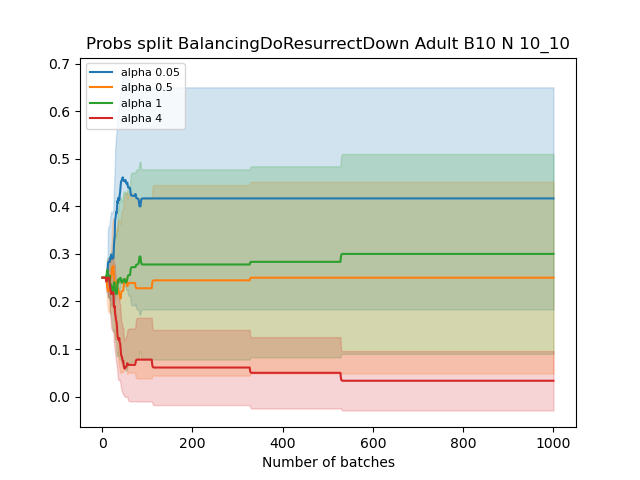 Probs split BalancingDoResurrectDown Adult B10 N 10_10
0.7
0.6
0.5
0.4
0.3
0.2
0.1
0.0
alpha 0.05
alpha 0.5
alpha 1
alpha 4
0 200 400 600 800 1000
Number of batches